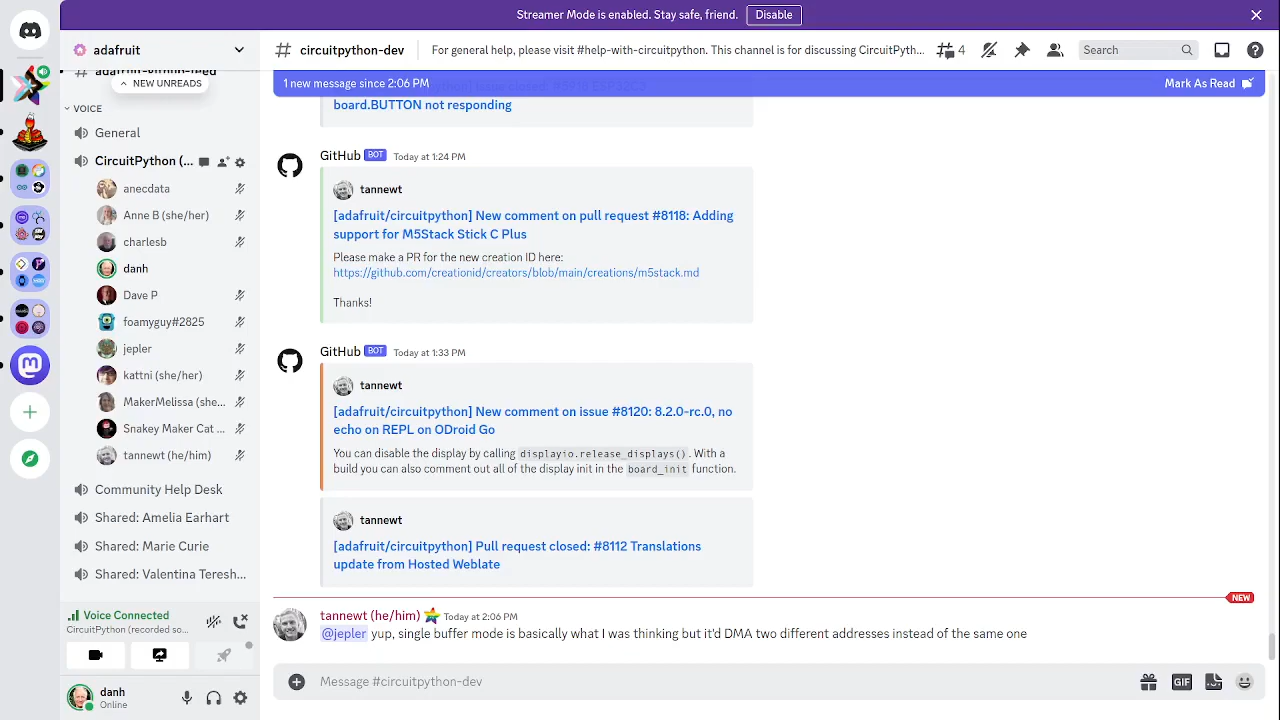 Streamer Mode is enabled. Stay safe, friend. Disable
adafruit
circuitpython-dev
For general help, please visit #help-with-circuitpython. This channel is for discussing CircuitPyth...
4
Search
NEW UNREADS
VOICE
General
CircuitPython (...
anecdata
Anne B (she/her)
charlesb
danh
Dave P
foamyguy#2825
jepler
kattni (she/her)
MakerMelissa (she...
Snakey Maker Cat ...
tannewt (he/him)
Community Help Desk
Shared: Amelia Earhart
Shared: Marie Curie
Shared: Valentina Teresh...
Voice Connected
CircuitPython (recorded so...
danh
Online
1 new message since 2:06 PM
Mark As Read
board.BUTTON not responding
GitHub BOT Today at 1:24 PM
tannewt
[adafruit/circuitpython] New comment on pull request #8118: Adding
support for M5Stack Stick C Plus
Please make a PR for the new creation ID here:
https://github.com/creationid/creators/blob/main/creations/m5stack.md
Thanks!
GitHub BOT Today at 1:33 PM
tannewt
[adafruit/circuitpython] New comment on issue #8120: 8.2.0-rc.0, no
echo on REPL on ODroid Go
You can disable the display by calling displayio.release_displays(). With a
build you can also comment out all of the display init in the board_init function.
tannewt
[adafruit/circuitpython] Pull request closed: #8112 Translations
update from Hosted Weblate
NEW
tannewt (he/him) Today at 2:06 PM
@jepler yup, single buffer mode is basically what I was thinking but it'd DMA two different addresses instead of the same one
Message #circuitpython-dev
GIF